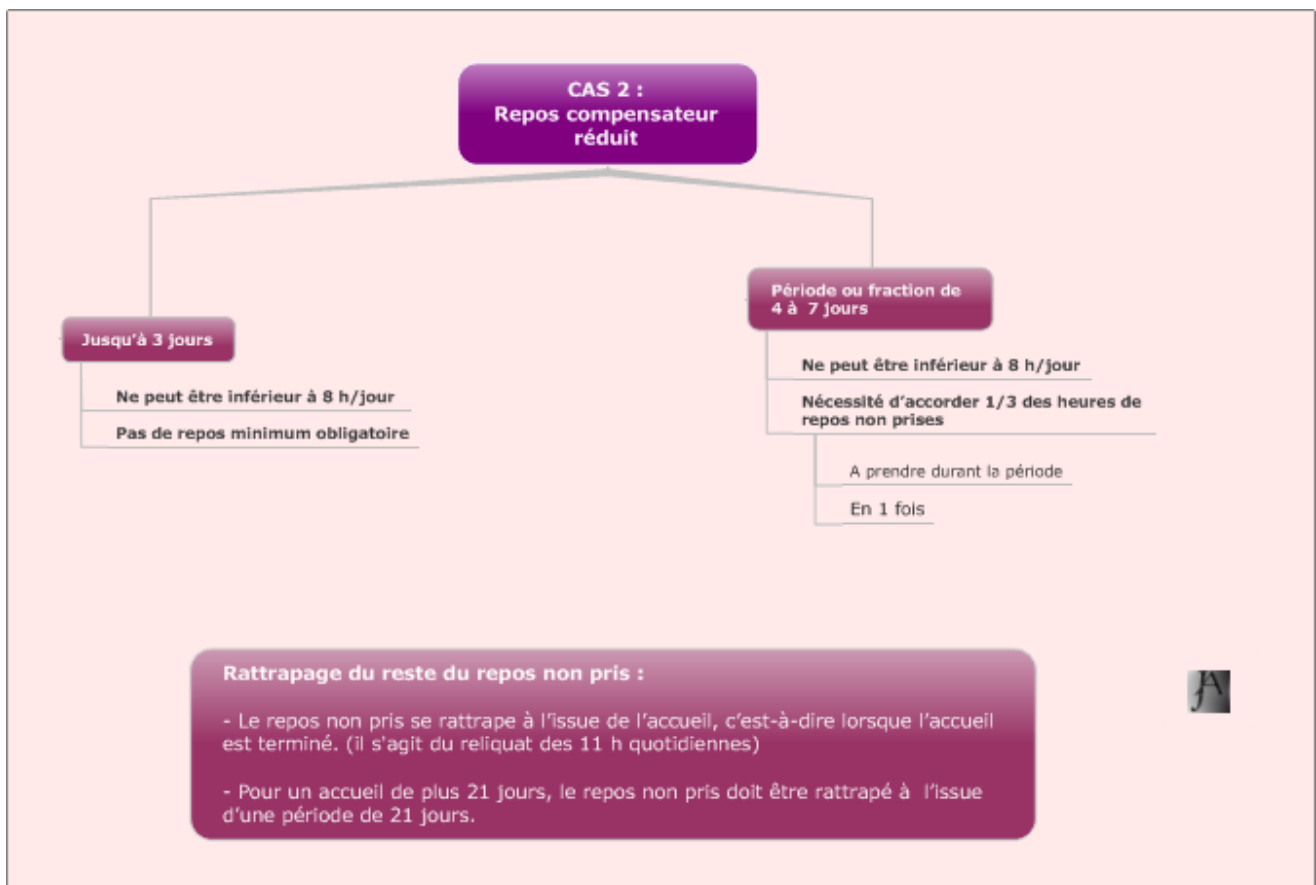 CAS 2 :
Repos compensateur
réduit
Jusqu'à 3 jours
Ne peut être inférieur à 8 h/jour
Pas de repos minimum obligatoire
Période ou fraction de
4 à 7 jours
Ne peut être inférieur à 8 h/jour
Nécessité d'accorder 1/3 des heures de
repos non prises
A prendre durant la période
En 1 fois
Rattrapage du reste du repos non pris :
- Le repos non pris se rattrape à l'issue de l'accueil, c'est-à-dire lorsque l'accueil
est terminé. (il s'agit du reliquat des 11 h quotidiennes)
- Pour un accueil de plus 21 jours, le repos non pris doit être rattrapé à l'issue
d'une période de 21 jours.
JA